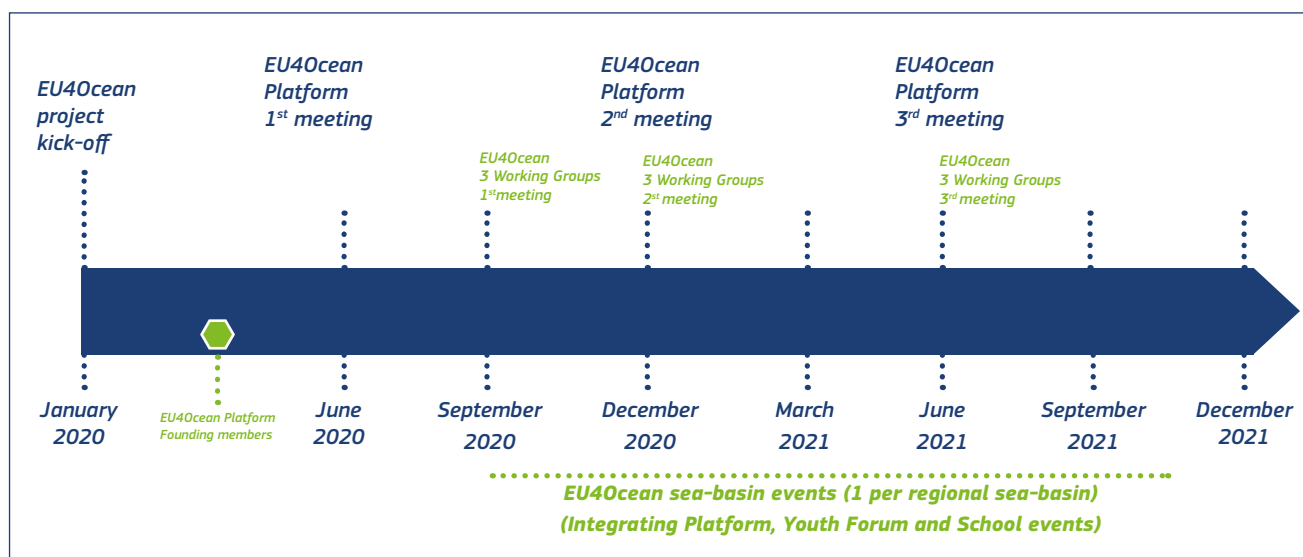 EU4Ocean
project
kick-off
EU4Ocean
Platform
1st meeting
EU4Ocean
Platform
2nd meeting
EU4Ocean
Platform
3rd meeting
EU4Ocean
3 Working Groups
1stmeeting
EU4Ocean
3 Working Groups
2st meeting
EU4Ocean
3 Working Groups
3rd meeting
January
2020
EU4Ocean Platform
Founding members
June
2020
September
2020
December
2020
March
2021
June
2021
September
2021
December
2021
EU4Ocean sea-basin events (1 per regional sea-basin)
(Integrating Platform, Youth Forum and School events)